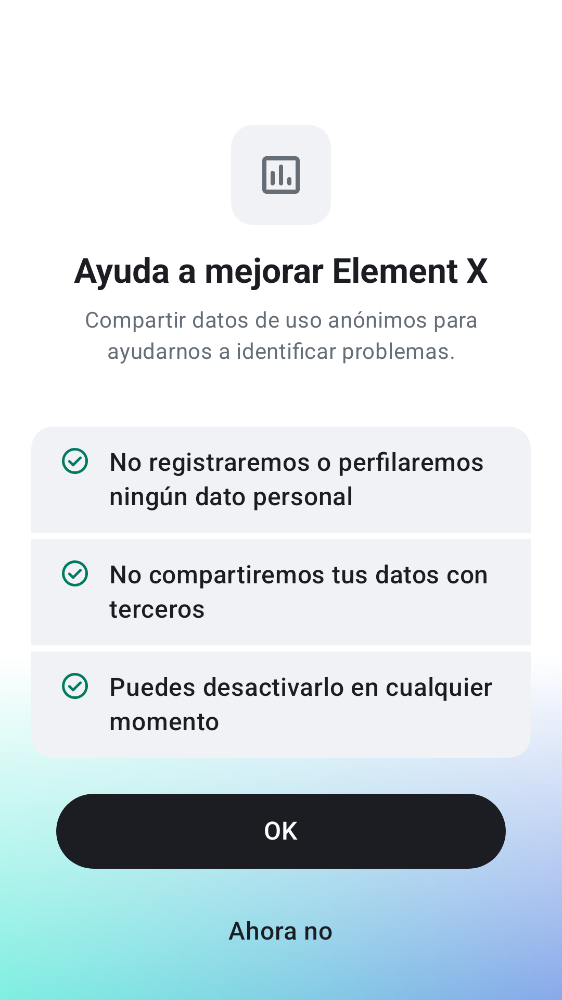 Ayuda a mejorar Element X
Compartir datos de uso anónimos para
ayudarnos a identificar problemas.
No registraremos o perfilaremos
ningún dato personal
No compartiremos tus datos con
terceros
Puedes desactivarlo en cualquier
momento
OK
Ahora no